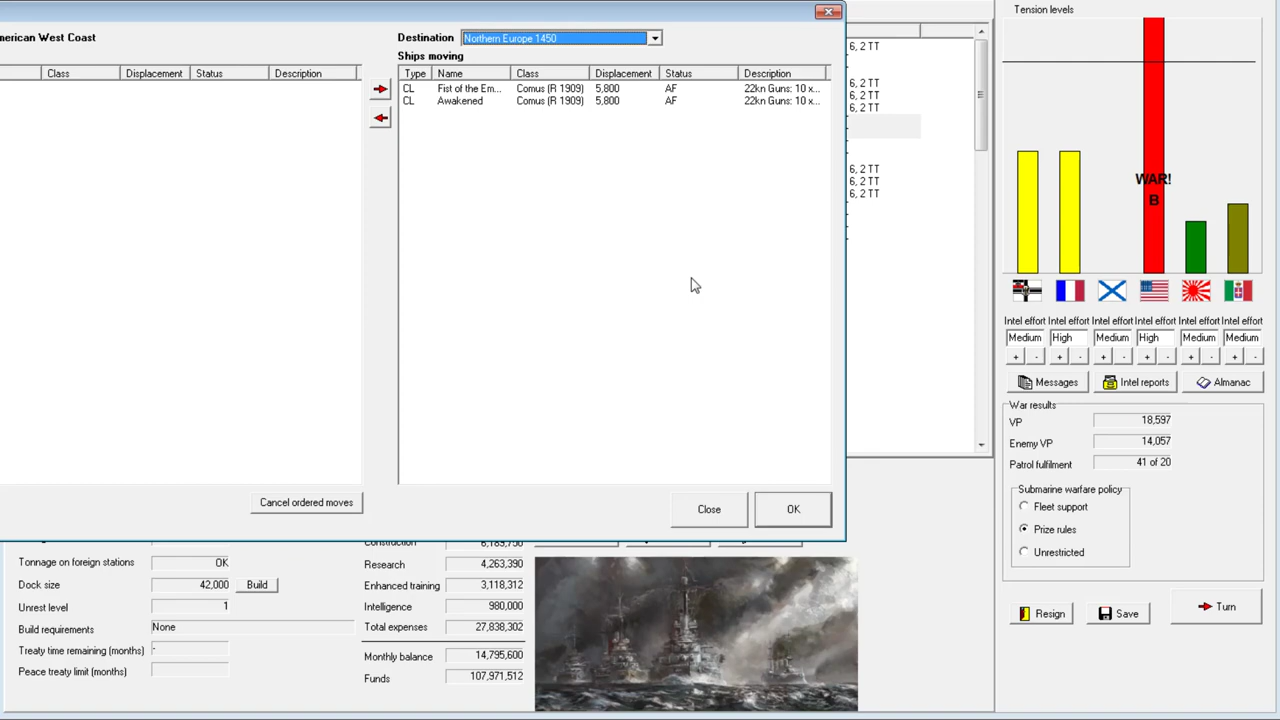 Tension levels
merican West Coast
Destination Northern Europe 1450
Ships moving
Class Displacement Status Description
Type Name Class Displacement Status Description
CL Fist of the Em... Comus (R 1909) 5,800 AF 22kn Guns: 10 x...
CL Awakened Comus (R 1909) 5,800 AF 22kn Guns: 10 x...
6, 2 TT
6, 2 TT
6, 2 TT
6, 2 TT
6, 2 TT
6, 2 TT
6, 2 TT
WAR!
B
Intel effort Intel effort Intel effort Intel effort Intel effort Intel effort
Medium High Medium High Medium Medium
+ - + - + - + - + - + -
Messages Intel reports Almanac
War results
VP 18,597
Enemy VP 14,057
Patrol fulfilment 41 of 20
Submarine warfare policy
Fleet support
Prize rules
Unrestricted
Cancel ordered moves
Close OK
Construction 6,189,750
Tonnage on foreign stations OK
Research 4,263,390
Dock size 42,000 Build
Enhanced training 3,118,312
Unrest level 1
Intelligence 980,000
Build requirements None
Total expenses 27,838,302
Treaty time remaining (months) -
Monthly balance 14,795,600
Peace treaty limit (months)
Funds 107,971,512
Resign Save Turn